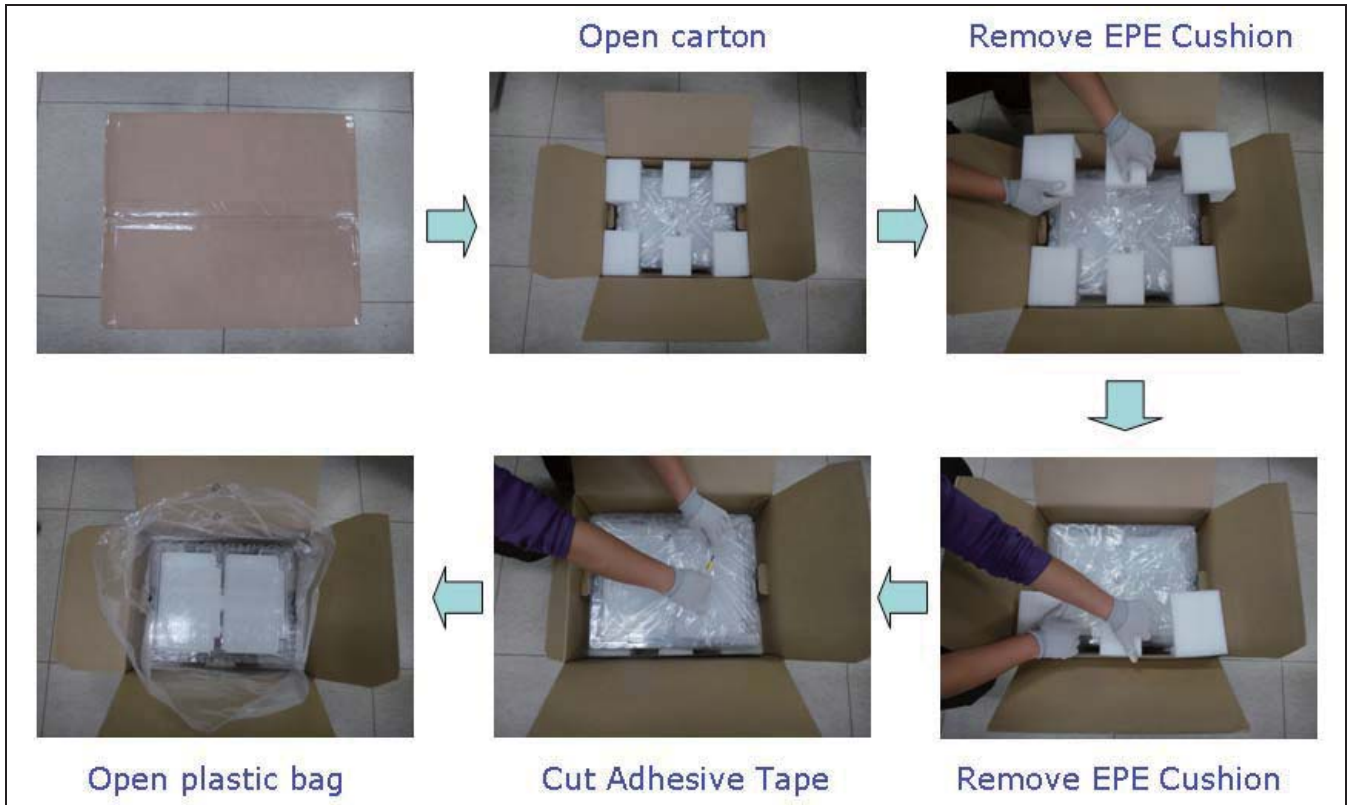 Open carton
Remove EPE Cushion
Remove EPE Cushion
Cut Adhesive Tape
Open plastic bag